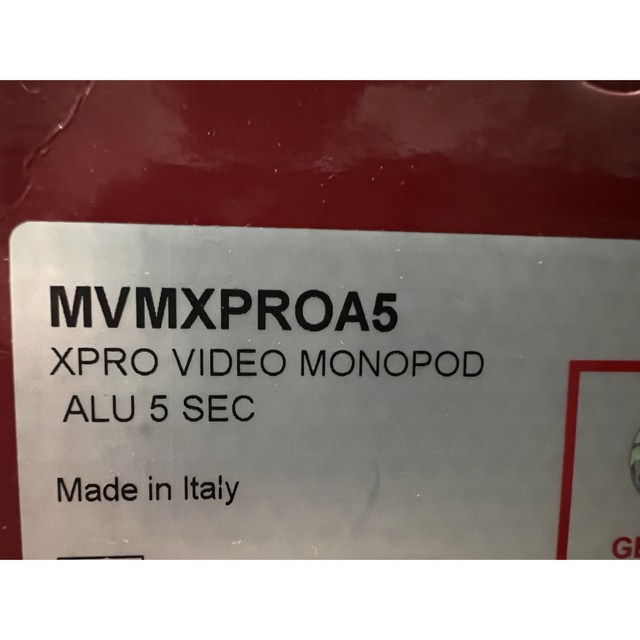 MVMXPROA5
XPRO VIDEO MONOPOD
ALU 5 SEC
Made in Italy